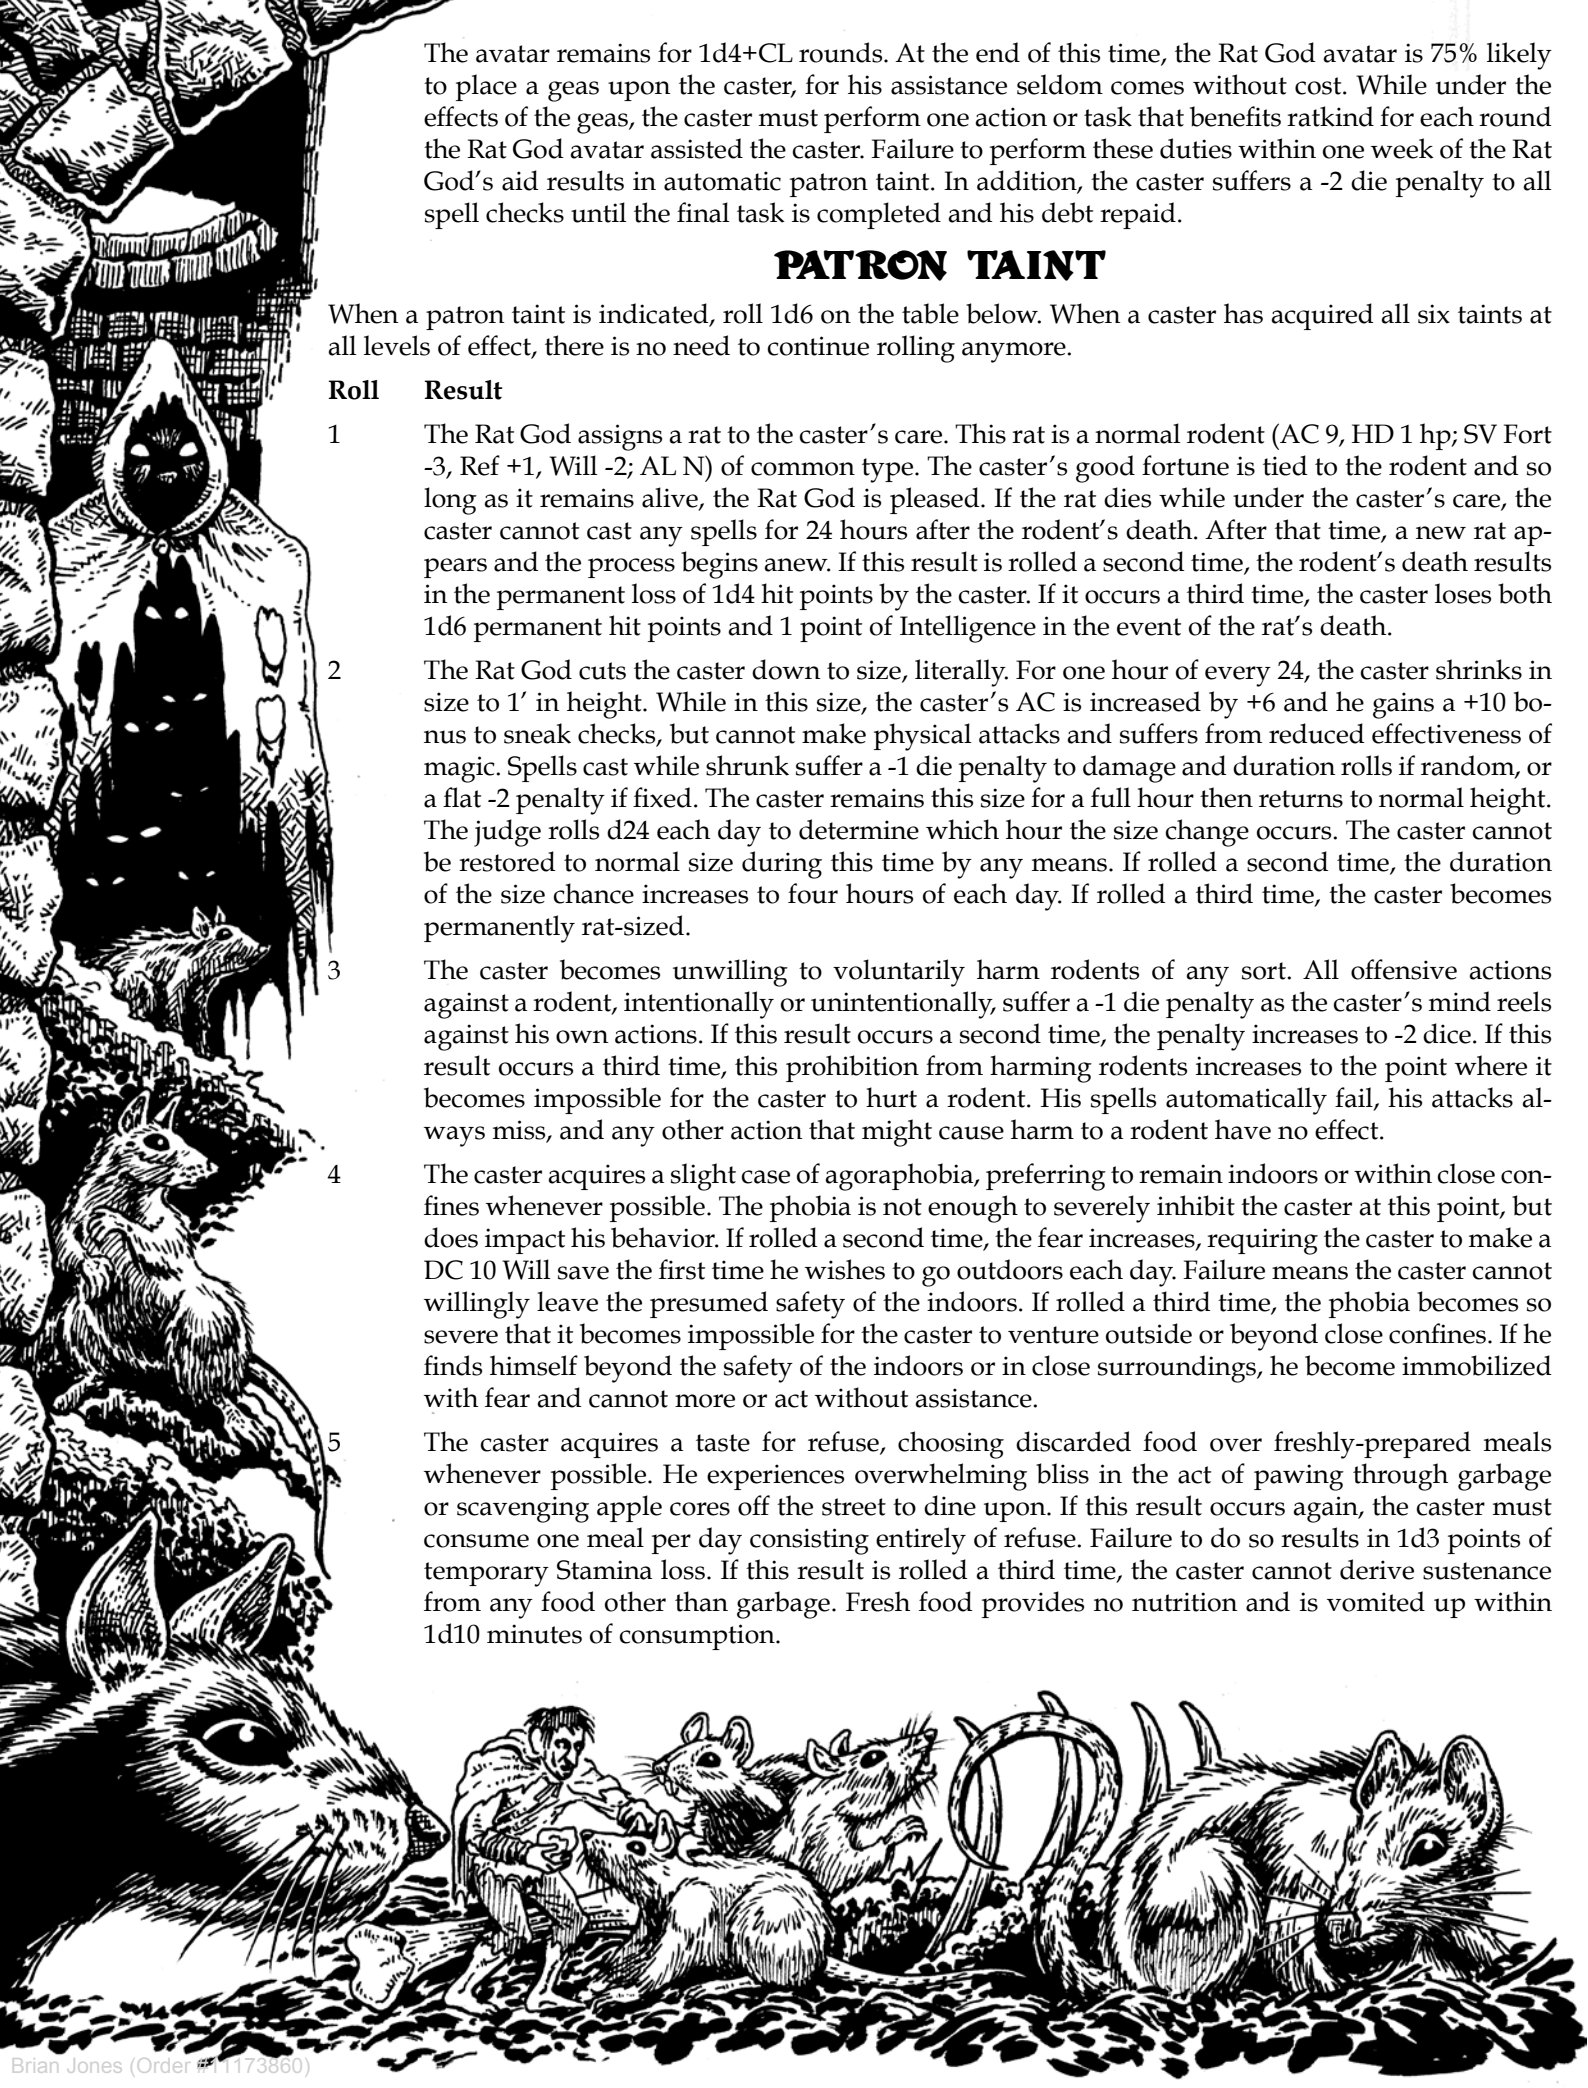 The avatar remains for 1d4+CL rounds. At the end of this time, the Rat God avatar is 75% likely
to place a geas upon the caster, for his assistance seldom comes without cost. While under the
effects of the geas, the caster must perform one action or task that benefits ratkind for each round
the Rat God avatar assisted the caster. Failure to perform these duties within one week of the Rat
God's aid results in automatic patron taint. In addition, the caster suffers a -2 die penalty to all
spell checks until the final task is completed and his debt repaid.
PATRON TAINT
When a patron taint is indicated, roll 1d6 on the table below. When a caster has acquired all six taints at
all levels of effect, there is no need to continue rolling anymore.
Roll Result
1 The Rat God assigns a rat to the caster's care. This rat is a normal rodent (AC 9, HD 1 hp; SV Fort
-3, Ref +1, Will -2; AL N) of common type. The caster's good fortune is tied to the rodent and so
long as it remains alive, the Rat God is pleased. If the rat dies while under the caster's care, the
caster cannot cast any spells for 24 hours after the rodent's death. After that time, a new rat ap-
pears and the process begins anew. If this result is rolled a second time, the rodent's death results
in the permanent loss of 1d4 hit points by the caster. If it occurs a third time, the caster loses both
1d6 permanent hit points and 1 point of Intelligence in the event of the rat's death.
2 The Rat God cuts the caster down to size, literally. For one hour of every 24, the caster shrinks in
size to 1' in height. While in this size, the caster's AC is increased by +6 and he gains a +10 bo-
nus to sneak checks, but cannot make physical attacks and suffers from reduced effectiveness of
magic. Spells cast while shrunk suffer a -1 die penalty to damage and duration rolls if random, or
a flat -2 penalty if fixed. The caster remains this size for a full hour then returns to normal height.
The judge rolls d24 each day to determine which hour the size change occurs. The caster cannot
be restored to normal size during this time by any means. If rolled a second time, the duration
of the size chance increases to four hours of each day. If rolled a third time, the caster becomes
permanently rat-sized.
3 The caster becomes unwilling to voluntarily harm rodents of any sort. All offensive actions
against a rodent, intentionally or unintentionally, suffer a -1 die penalty as the caster's mind reels
against his own actions. If this result occurs a second time, the penalty increases to -2 dice. If this
result occurs a third time, this prohibition from harming rodents increases to the point where it
becomes impossible for the caster to hurt a rodent. His spells automatically fail, his attacks al-
ways miss, and any other action that might cause harm to a rodent have no effect.
4 The caster acquires a slight case of agoraphobia, preferring to remain indoors or within close con-
fines whenever possible. The phobia is not enough to severely inhibit the caster at this point, but
does impact his behavior. If rolled a second time, the fear increases, requiring the caster to make a
DC 10 Will save the first time he wishes to go outdoors each day. Failure means the caster cannot
willingly leave the presumed safety of the indoors. If rolled a third time, the phobia becomes so
severe that it becomes impossible for the caster to venture outside or beyond close confines. If he
finds himself beyond the safety of the indoors or in close surroundings, he become immobilized
with fear and cannot more or act without assistance.
5 The caster acquires a taste for refuse, choosing discarded food over freshly-prepared meals
whenever possible. He experiences overwhelming bliss in the act of pawing through garbage
or scavenging apple cores off the street to dine upon. If this result occurs again, the caster must
consume one meal per day consisting entirely of refuse. Failure to do so results in 1d3 points of
temporary Stamina loss. If this result is rolled a third time, the caster cannot derive sustenance
from any food other than garbage. Fresh food provides no nutrition and is vomited up within
1d10 minutes of consumption.
Brian Jones (Order #11173860)